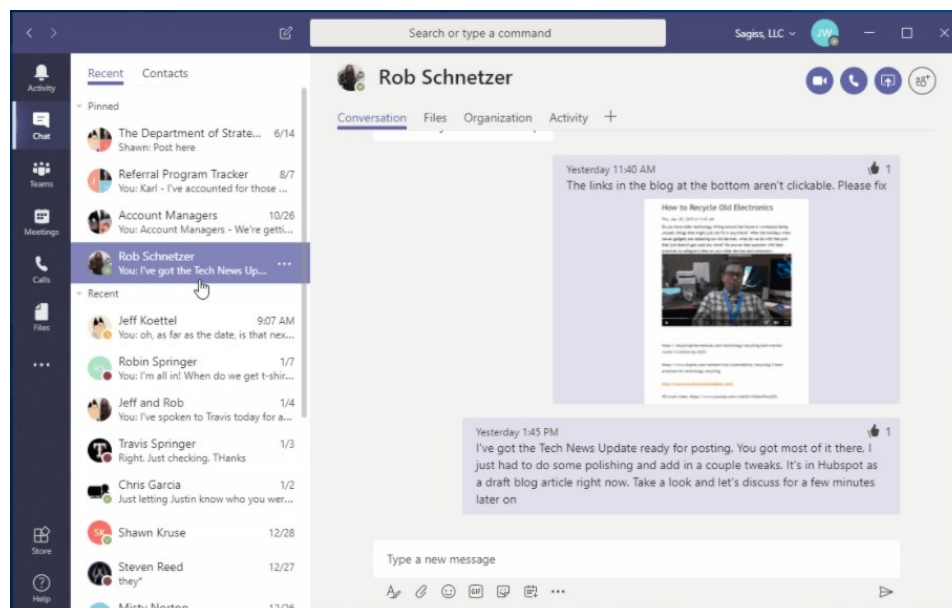 Search or type a command
Sagiss, LLC
JW
Activity
Chat
Teams
Meetings
Calls
Files
Store
Help
Recent Contacts
Pinned
The Department of Strate... 6/14
Shawn: Post here
Referral Program Tracker 8/7
You: Karl - I've accounted for those ...
Account Managers 10/26
You: Account Managers - We're getti...
Rob Schnetzer
You: I've got the Tech News Up...
Recent
Jeff Koettel 9:07 AM
You: oh, as far as the date, is that nex...
Robin Springer 1/7
You: I'm all in! When do we get t-shir...
Jeff and Rob 1/4
You: I've spoken to Travis today for a...
Travis Springer 1/3
Right. Just checking. THanks
Chris Garcia 1/2
Just letting Justin know who you wer...
Shawn Kruse 12/28
Steven Reed 12/27
they*
Misty Norton 12/26
Rob Schnetzer
Conversation Files Organization Activity
Yesterday 11:40 AM 1
The links in the blog at the bottom aren't clickable. Please fix
How to Recycle Old Electronics
Yesterday 1:45 PM 1
I've got the Tech News Update ready for posting. You got most of it there, I
just had to do some polishing and add in a couple tweaks. It's in Hubspot as
a draft blog article right now. Take a look and let's discuss for a few minutes
later on
Type a new message
GIF